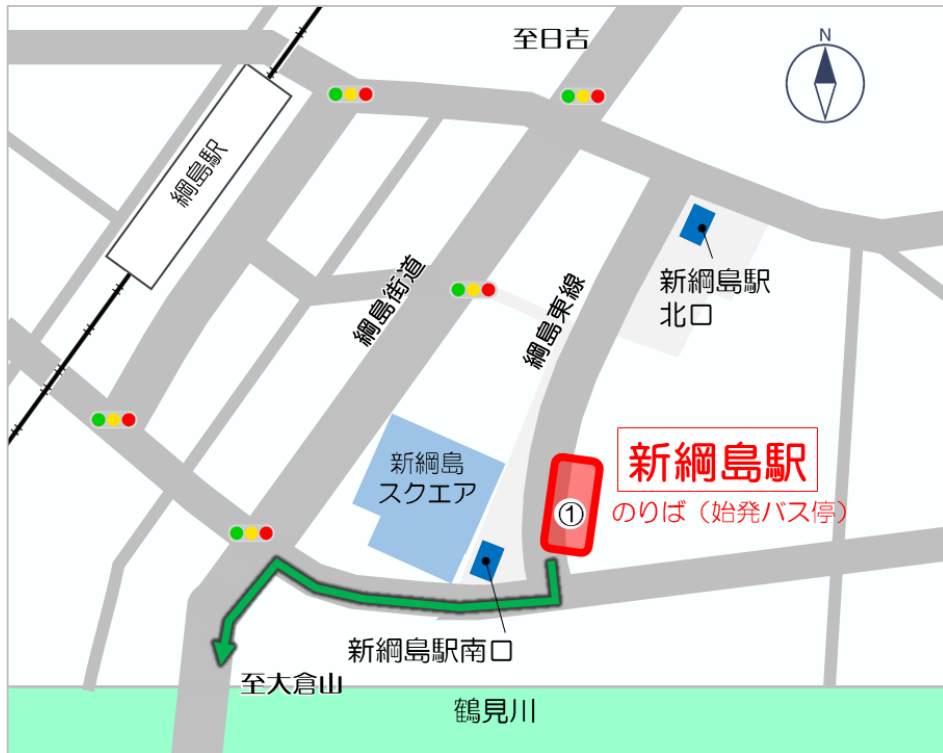 至日吉
N
綱島駅
綱島街道
綱島東線
新綱島駅
北口
新綱島
スクエア
新綱島駅
のりば（始発バス停）
①
新綱島駅南口
至大倉山
鶴見川